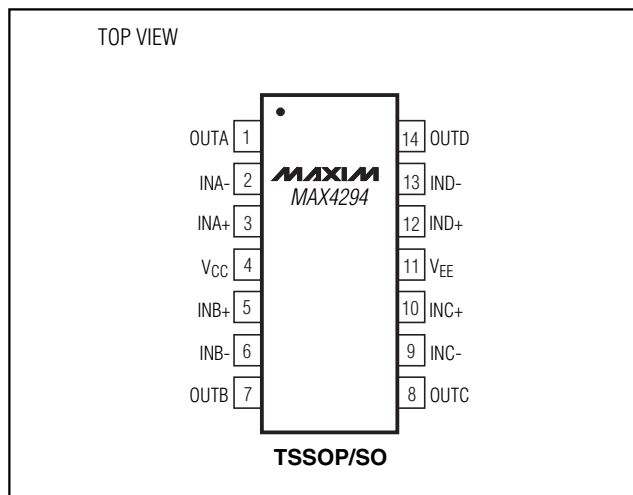 TOP VIEW
MAXIM
MAX4294
OUTA 1
INA- 2
INA+ 3
VCC 4
INB+ 5
INB- 6
OUTB 7
14 OUTD
13 IND-
12 IND+
11 VEE
10 INC+
9 INC-
8 OUTC
TSSOP/SO